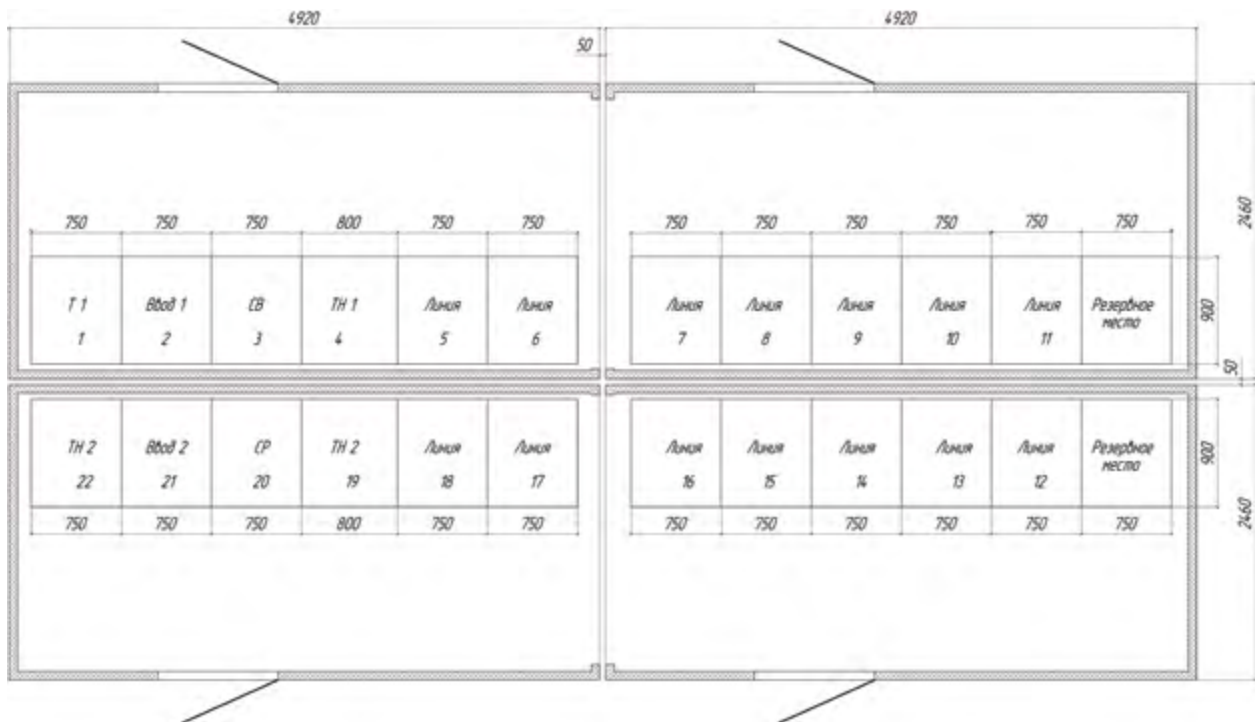 4920
4920
50
750 750 750 800 750 750
750 750 750 750 750 750
2460
Т 1
1
Ввод 1
2
СВ
3
ТН 1
4
Линия
5
Линия
6
Линия
7
Линия
8
Линия
9
Линия
10
Линия
11
Резервное
место
900
50
ТН 2
22
Ввод 2
21
СР
20
ТН 2
19
Линия
18
Линия
17
Линия
16
Линия
15
Линия
14
Линия
13
Линия
12
Резервное
место
900
750 750 750 800 750 750
750 750 750 750 750 750
2460